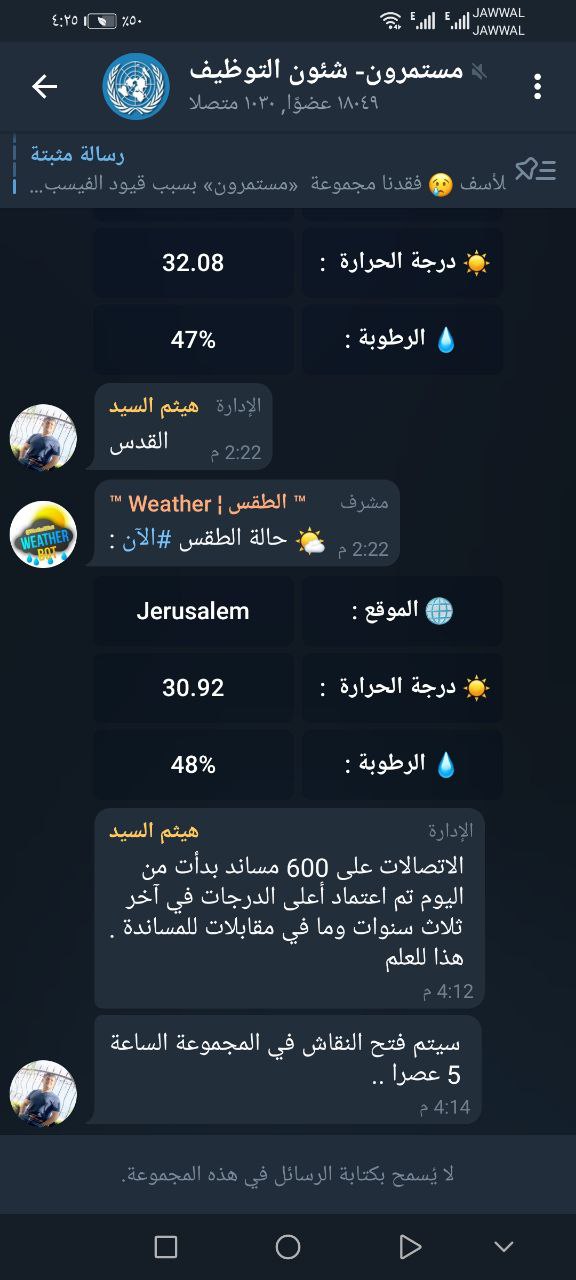 ٤:٢٥ ٪٥٠ E E JAWWAL
JAWWAL
مستمرون- شئون التوظيف
١٨٠٤٩ عضوًا, ١٠٣٠ متصلا
رسالة مثبتة
لأسف 😢 فقدنا مجموعة «مستمرون» بسبب قيود الفيسب...
☀️ درجة الحرارة :
32.08
💧 الرطوبة :
47%
هيثم السيد الإدارة
القدس
2:22 م
™ الطقس ¦ Weather ™ مشرف
🌤 حالة الطقس #الآن :
2:22 م
WEATHER
BOT
🌐 الموقع :
Jerusalem
☀️ درجة الحرارة :
30.92
💧 الرطوبة :
48%
هيثم السيد الإدارة
الاتصالات على 600 مساند بدأت من
اليوم تم اعتماد أعلى الدرجات في آخر
ثلاث سنوات وما في مقابلات للمساندة .
هذا للعلم
4:12 م
سيتم فتح النقاش في المجموعة الساعة
5 عصرا ..
4:14 م
لا يُسمح بكتابة الرسائل في هذه المجموعة.